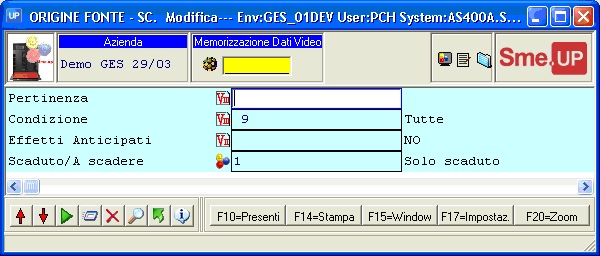 UP ORIGINE FONTE - SC. Modifica--- Env:GES_01DEV User:PCH System:AS400A.S...
Azienda
Demo GES 29/03
Memorizzazione Dati Video
Sme.UP
Pertinenza
Condizione 9 Tutte
Effetti Anticipati NO
Scaduto/A scadere 1 Solo scaduto
F10=Presenti F14=Stampa F15=Window F17=Impostaz. F20=Zoom